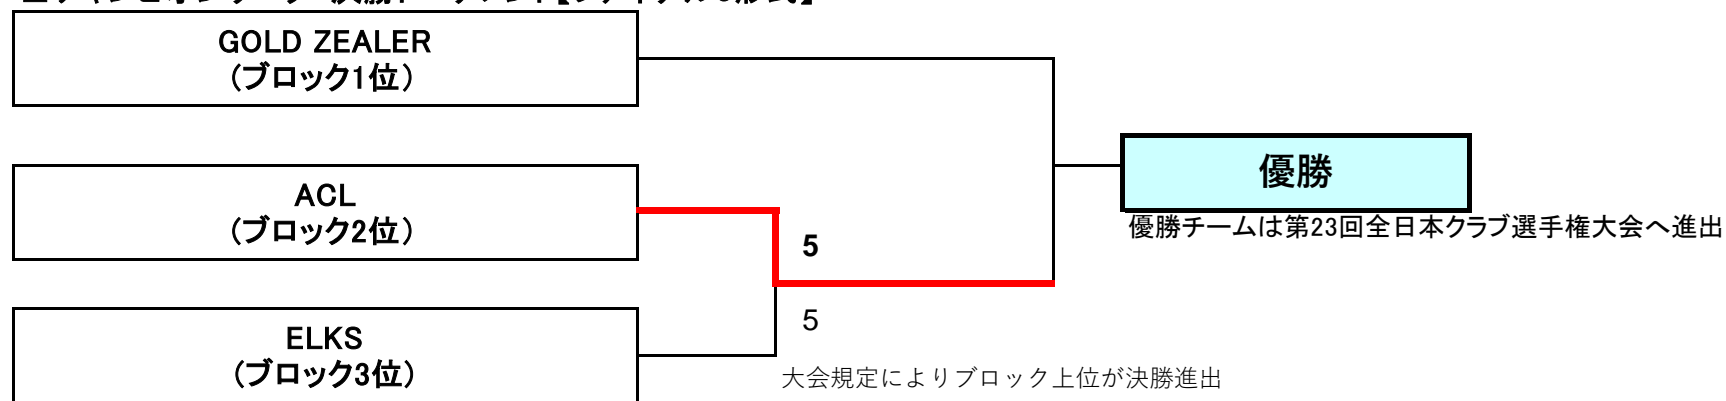 GOLD ZEALER
(ブロック1位)
ACL
(ブロック2位)
5
優勝
優勝チームは第23回全日本クラブ選手権大会へ進出
ELKS
(ブロック3位)
5
大会規定によりブロック上位が決勝進出